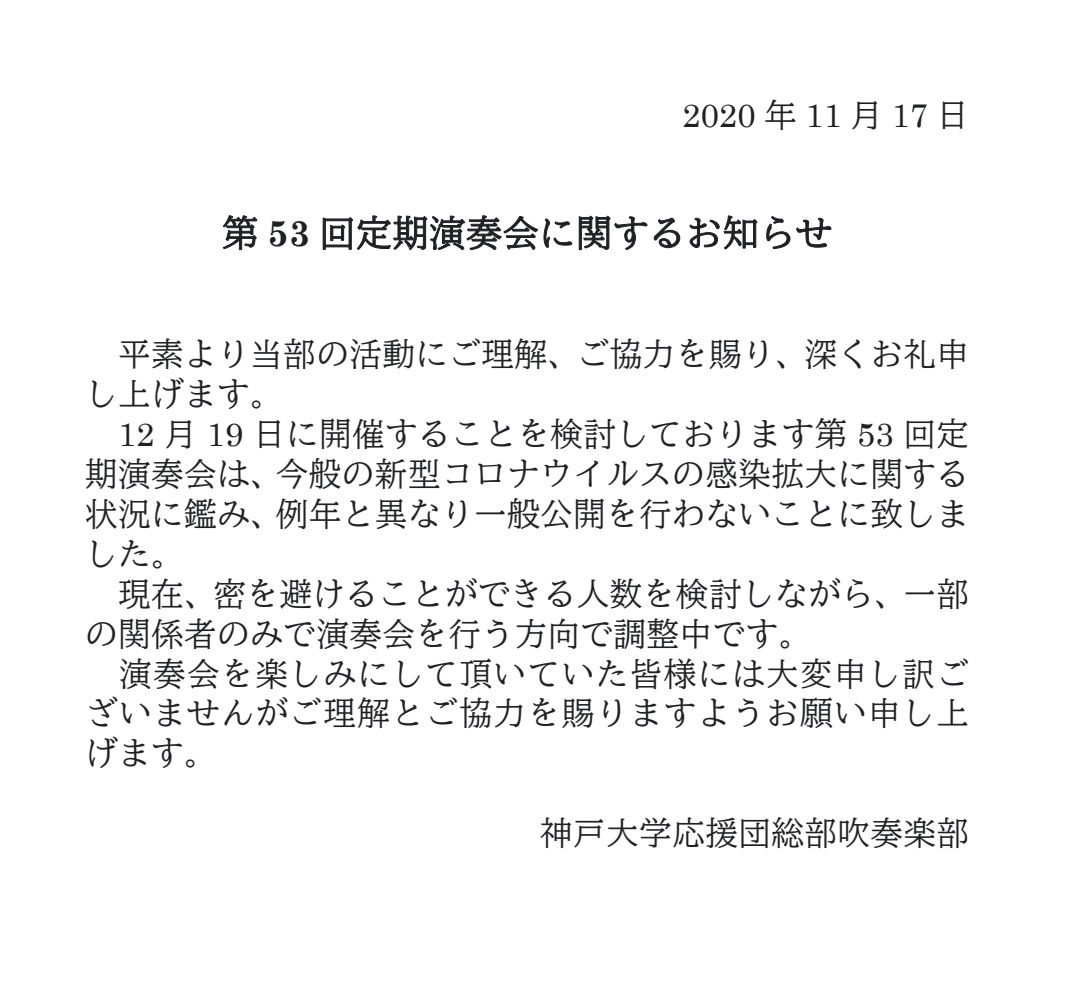 2020 年 11 月 17 日
第 53 回定期演奏会に関するお知らせ
平素より当部の活動にご理解、ご協力を賜り、深くお礼申
し上げます。
12 月 19 日に開催することを検討しております第 53 回定
期演奏会は、今般の新型コロナウイルスの感染拡大に関する
状況に鑑み、例年と異なり一般公開を行わないことに致しま
した。
現在、密を避けることができる人数を検討しながら、一部
の関係者のみで演奏会を行う方向で調整中です。
演奏会を楽しみにして頂いていた皆様には大変申し訳ご
ざいませんがご理解とご協力を賜りますようお願い申し上
げます。
神戸大学応援団総部吹奏楽部